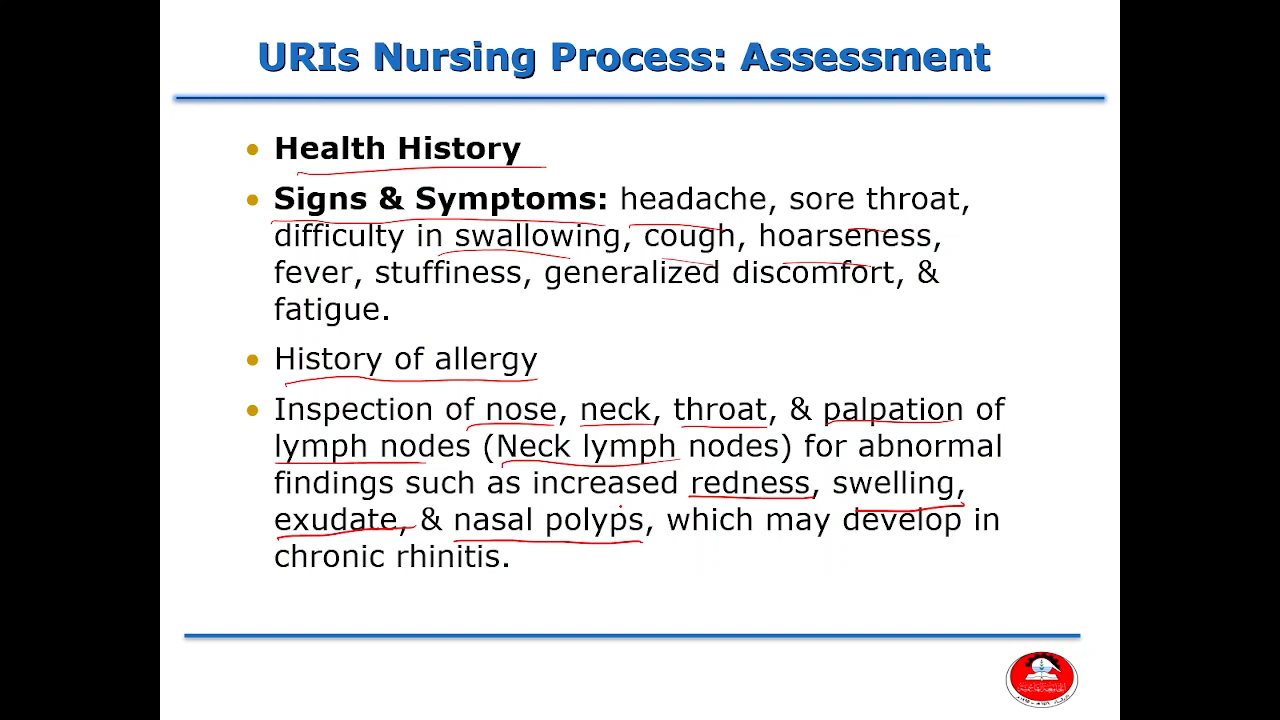 URIs Nursing Process: Assessment
• Health History
• Signs & Symptoms: headache, sore throat,
difficulty in swallowing, cough, hoarseness,
fever, stuffiness, generalized discomfort, &
fatigue.
• History of allergy
• Inspection of nose, neck, throat, & palpation of
lymph nodes (Neck lymph nodes) for abnormal
findings such as increased redness, swelling,
exudate, & nasal polyps, which may develop in
chronic rhinitis.